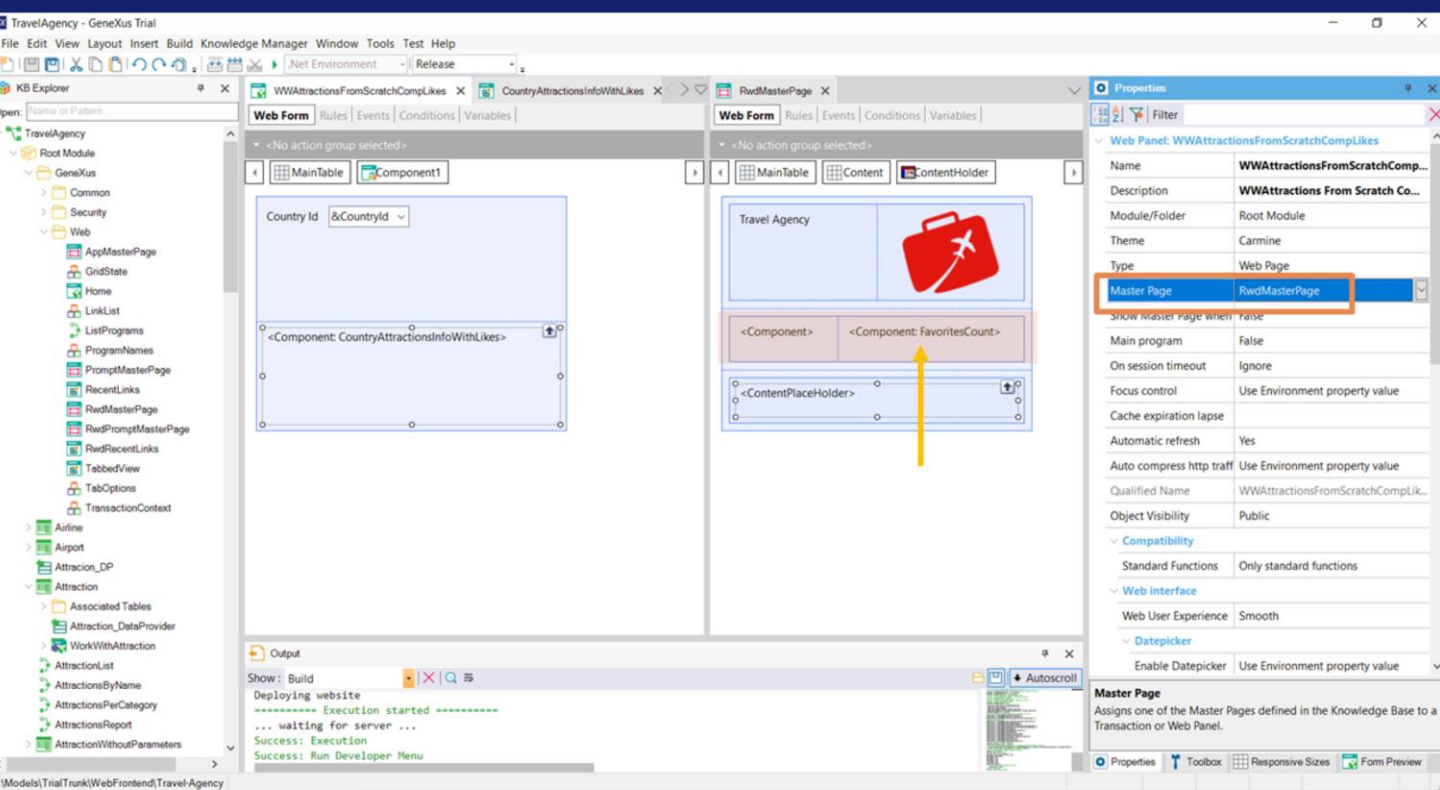 TravelAgency - GeneXus Trial
File Edit View Layout Insert Build Knowledge Manager Window Tools Test Help
.Net Environment Release
KB Explorer
Open: Name or Pattern...
TravelAgency
Root Module
GeneXus
Common
Security
Web
AppMasterPage
GridState
Home
LinkList
ListPrograms
ProgramNames
PromptMasterPage
RecentLinks
RwdMasterPage
RwdPromptMasterPage
RwdRecentLinks
TabbedView
TabOptions
TransactionContext
Airline
Airport
Attracion_DP
Attraction
Associated Tables
Attraction_DataProvider
WorkWithAttraction
AttractionList
AttractionsByName
AttractionsPerCategory
AttractionsReport
AttractionWithoutParameters
WWAttractionsFromScratchCompLikes
CountryAttractionsInfoWithLikes
Web Form Rules Events Conditions Variables
<No action group selected>
MainTable Component1
Country Id &CountryId
<Component: CountryAttractionsInfoWithLikes>
RwdMasterPage
Web Form Rules Events Conditions Variables
<No action group selected>
MainTable Content ContentHolder
Travel Agency
<Component> <Component: FavoritesCount>
<ContentPlaceHolder>
Output
Show: Build Autoscroll
Deploying website
========== Execution started ==========
... waiting for server ...
Success: Execution
Success: Run Developer Menu
Properties
Filter
Web Panel: WWAttractionsFromScratchCompLikes
Name WWAttractionsFromScratchComp...
Description WWAttractions From Scratch Co...
Module/Folder Root Module
Theme Carmine
Type Web Page
Master Page RwdMasterPage
Show Master Page when False
Main program False
On session timeout Ignore
Focus control Use Environment property value
Cache expiration lapse
Automatic refresh Yes
Auto compress http traff Use Environment property value
Qualified Name WWAttractionsFromScratchCompLik...
Object Visibility Public
Compatibility
Standard Functions Only standard functions
Web interface
Web User Experience Smooth
Datepicker
Enable Datepicker Use Environment property value
Master Page
Assigns one of the Master Pages defined in the Knowledge Base to a
Transaction or Web Panel.
Properties Toolbox Responsive Sizes Form Preview
:\Models\TrialTrunk\WebFrontend\Travel-Agency